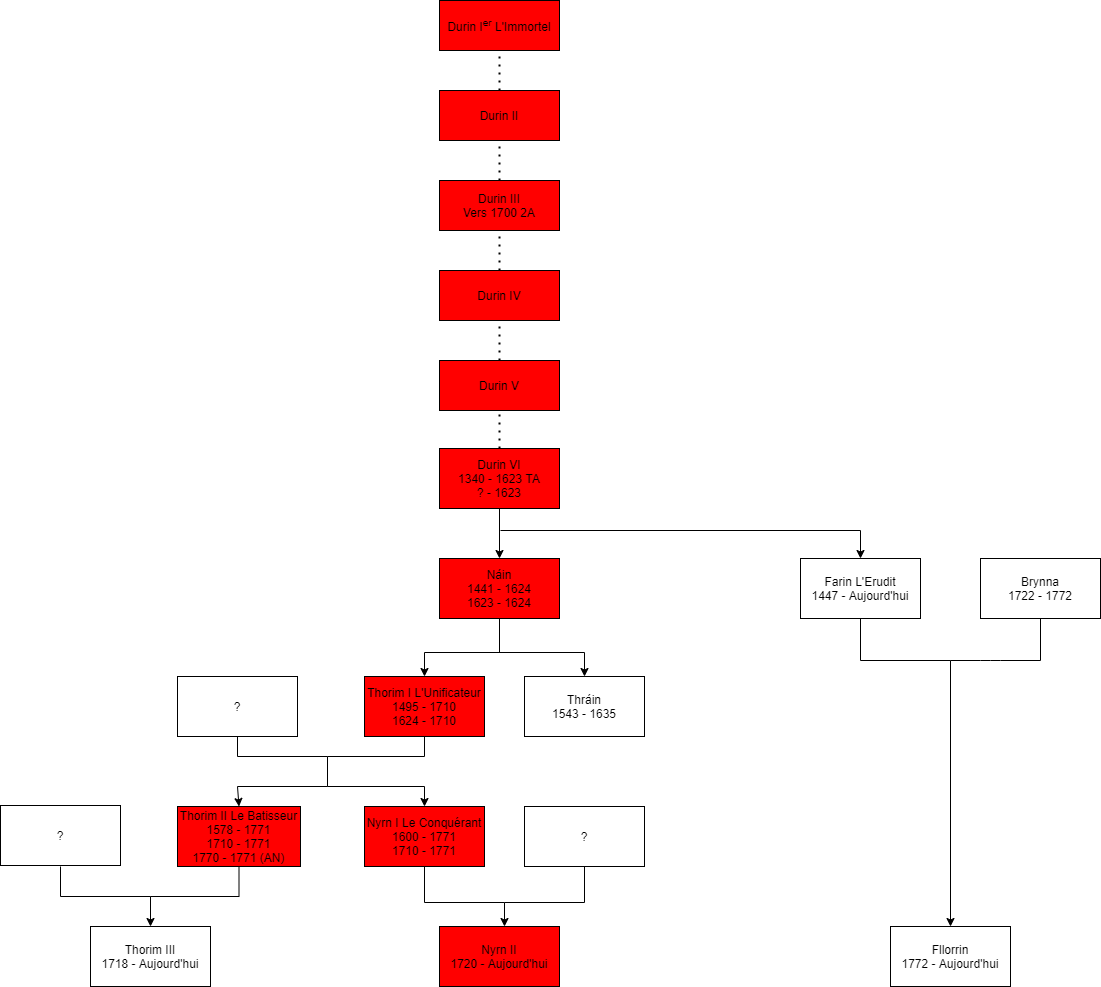 Durin Ier L'Immortel
Durin II
Durin III
Vers 1700 2A
Durin IV
Durin V
Durin VI
1340 - 1623 TA
? - 1623
Náin
1441 - 1624
1623 - 1624
Farin L'Erudit
1447 - Aujourd'hui
Brynna
1722 - 1772
?
Thorim I L'Unificateur
1495 - 1710
1624 - 1710
Thráin
1543 - 1635
?
Thorim II Le Batisseur
1578 - 1771
1710 - 1771
1770 - 1771 (AN)
Nyrn I Le Conquérant
1600 - 1771
1710 - 1771
?
Thorim III
1718 - Aujourd'hui
Nyrn II
1720 - Aujourd'hui
Fllorrin
1772 - Aujourd'hui